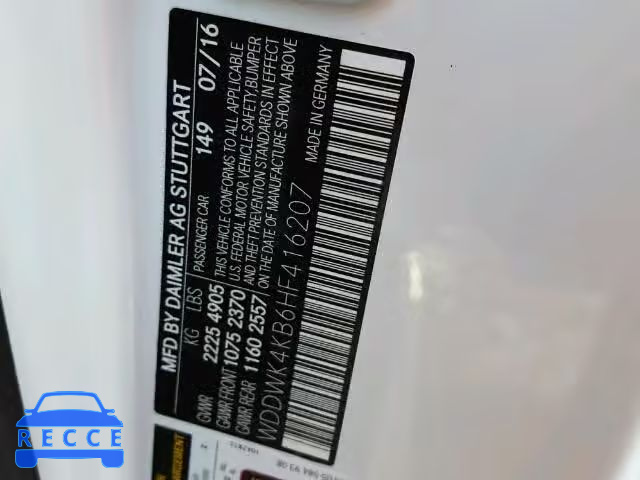 MFD BY DAIMLER AG STUTTGART
KG LBS PASSENGER CAR 149 07/16
GVWR 2225 4905 THIS VEHICLE CONFORMS TO ALL APPLICABLE
GAWR FRONT 1075 2370 U.S. FEDERAL MOTOR VEHICLE SAFETY, BUMPER
GAWR REAR 1160 2557 AND THEFT PREVENTION STANDARDS IN EFFECT
ON THE DATE OF MANUFACTURE SHOWN ABOVE
WDDWK4KB6HF416207 MADE IN GERMANY
RECCE